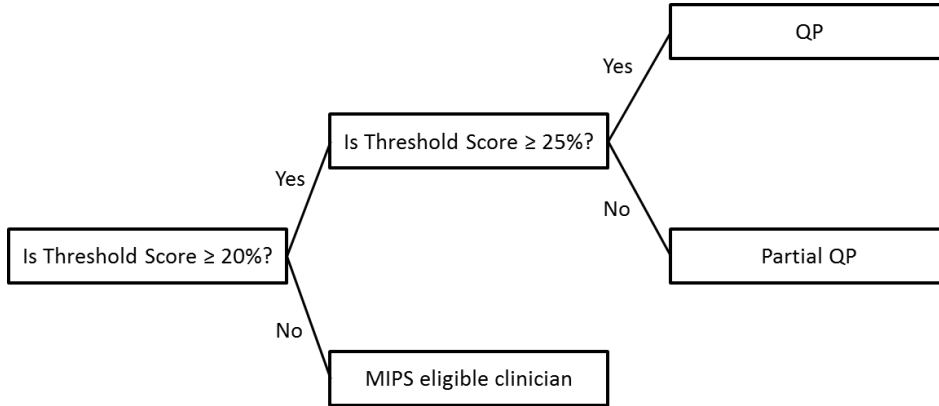 QP
Yes
Is Threshold Score ≥ 25%?
Yes
No
Is Threshold Score ≥ 20%?
Partial QP
No
MIPS eligible clinician